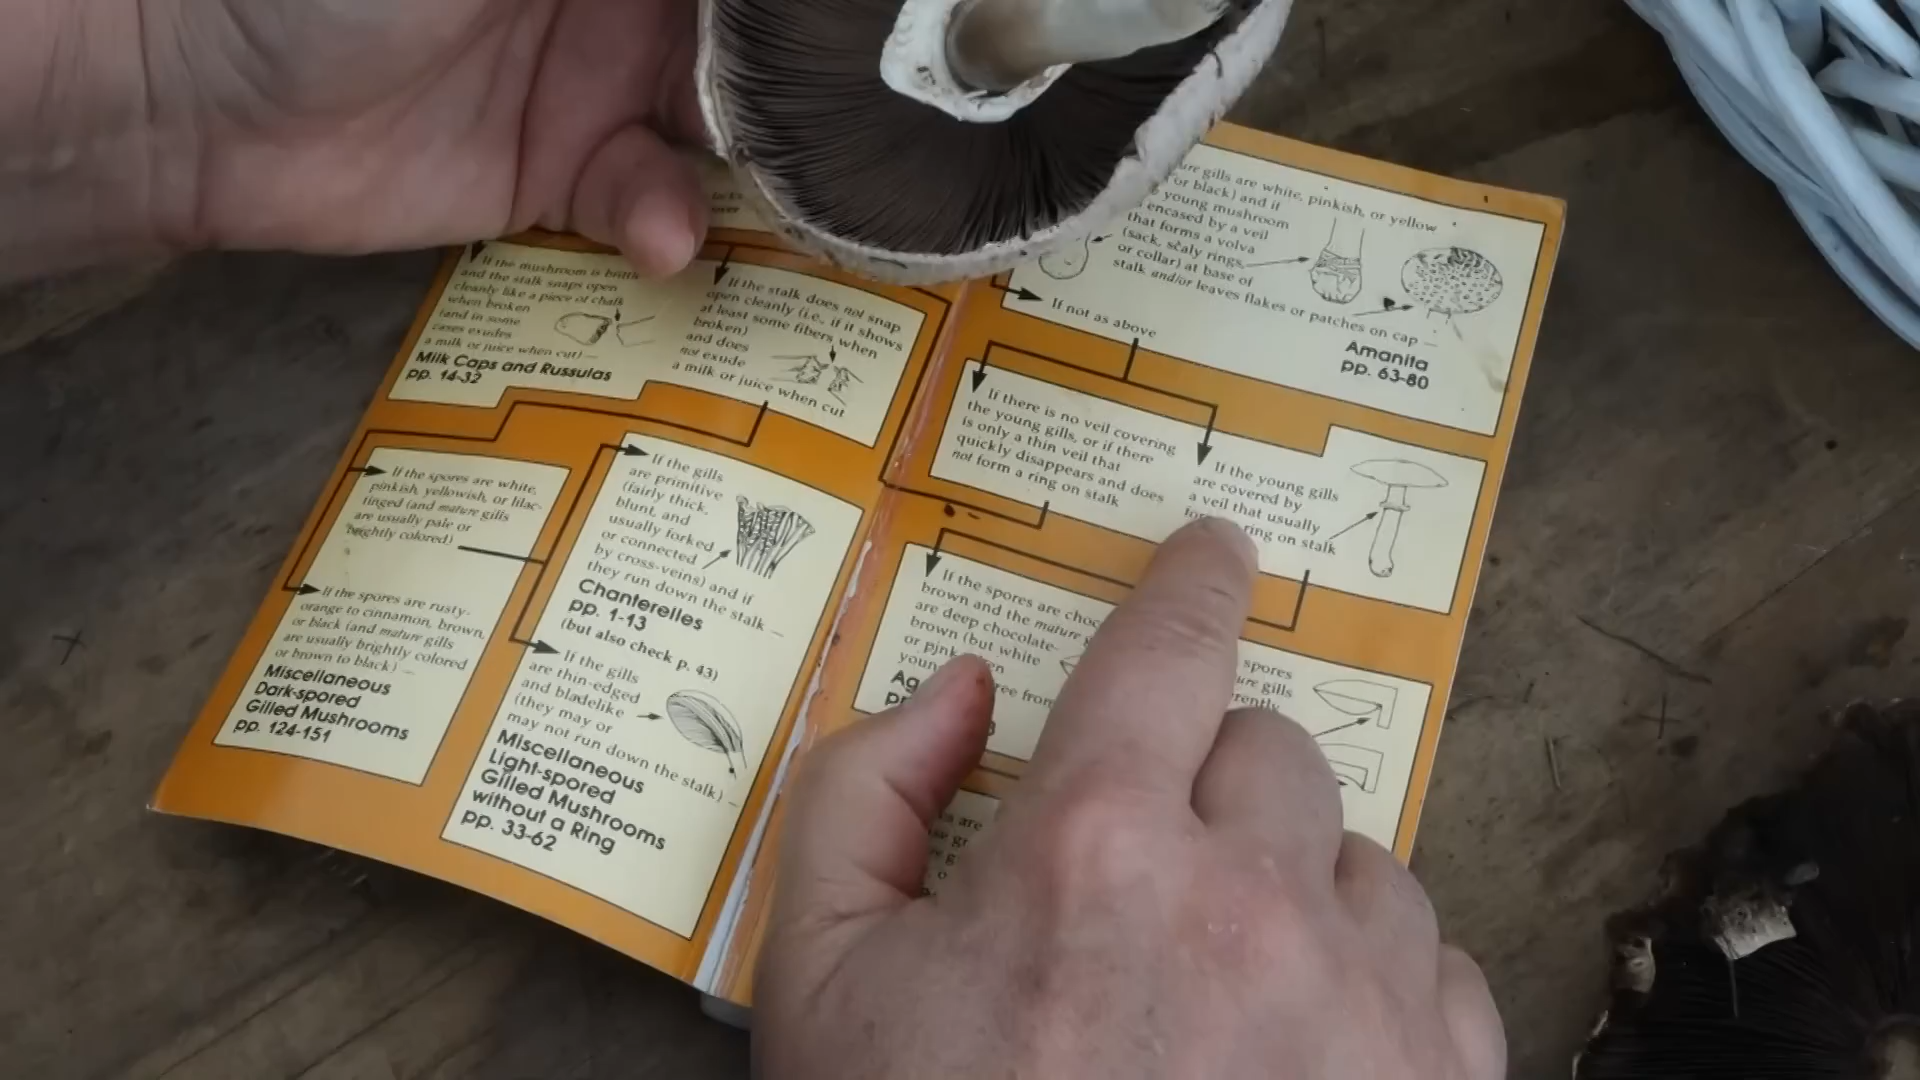 If the mushroom is brittle
and the stalk snaps open
cleanly like a piece of chalk
when broken
(and in some
cases exudes
a milk or juice when cut) —
Milk Caps and Russulas
pp. 14-32
If the stalk does not snap
open cleanly (i.e., if it shows
at least some fibers when
broken)
and does
not exude
a milk or juice when cut
If the spores are white,
pinkish, yellowish, or lilac-
tinged (and mature gills
are usually pale or
brightly colored)
If the spores are rusty-
orange to cinnamon, brown,
or black (and mature gills
are usually brightly colored
or brown to black) —
Miscellaneous
Dark-spored
Gilled Mushrooms
pp. 124-151
If the gills
are primitive
(fairly thick,
blunt, and
usually forked
or connected
by cross-veins) and if
they run down the stalk —
Chanterelles
pp. 1-13
(but also check p. 43)
If the gills
are thin-edged
and bladelike
(they may or
may not run down the stalk) —
Miscellaneous
Light-spored
Gilled Mushrooms
without a Ring
pp. 33-62
gills are white, pinkish, or yellow
or black) and if
young mushroom
encased by a veil
that forms a volva
(sack, scaly rings,
or collar) at base of
stalk and/or leaves flakes or patches on cap —
Amanita
pp. 63-80
If not as above
If there is no veil covering
the young gills, or if there
is only a thin veil that
quickly disappears and does
not form a ring on stalk
If the young gills
are covered by
a veil that usually
ring on stalk
If the spores are
brown and the mature
are deep chocolate-
brown (but white
or pink
from
spores
gills